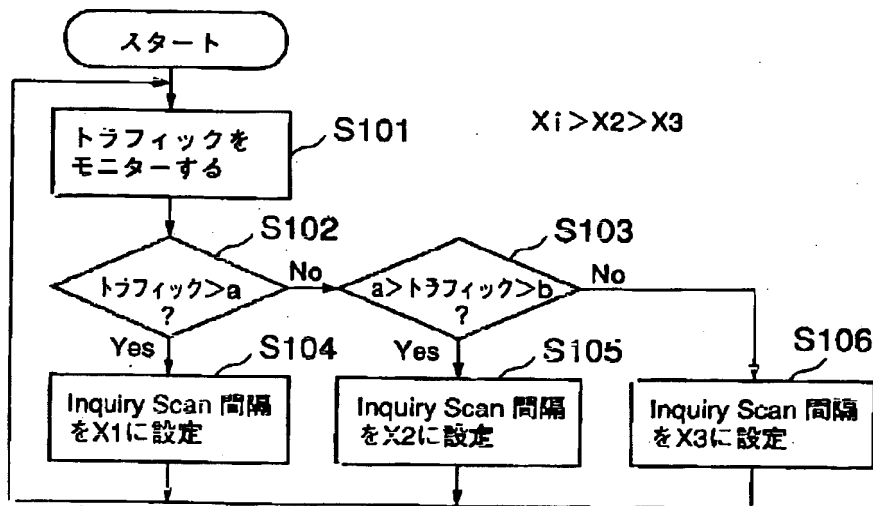 スタート
トラフィックを
モニターする
S101
Xi>X2>X3
S102
トラフィック>a
?
No
Yes
S103
a>トラフィック>b
?
No
Yes
S104
Inquiry Scan 間隔
をX1に設定
S105
Inquiry Scan 間隔
をX2に設定
S106
Inquiry Scan 間隔
をX3に設定